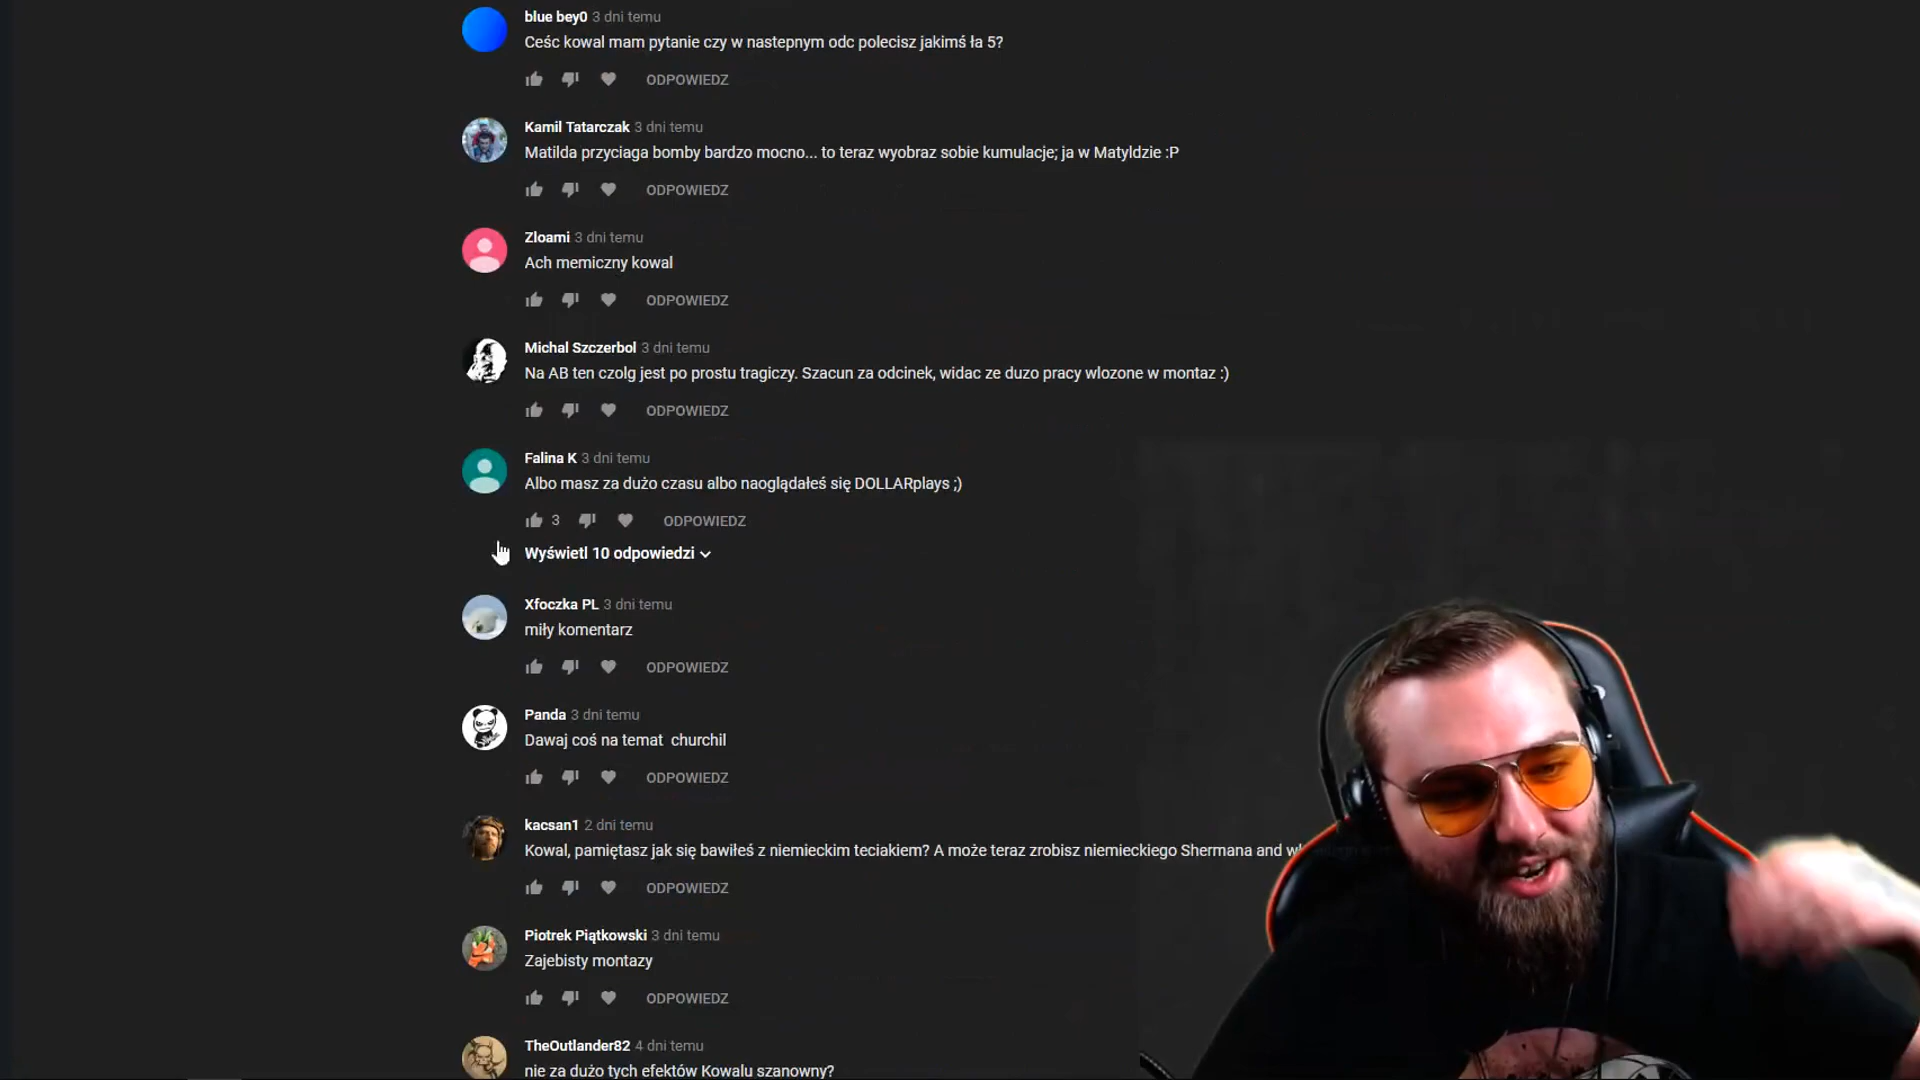 blue bey0 3 dni temu
Ceśc kowal mam pytanie czy w nastepnym odc polecisz jakimś ła 5?
ODPOWIEDZ
Kamil Tatarczak 3 dni temu
Matilda przyciaga bomby bardzo mocno... to teraz wyobraz sobie kumulacje; ja w Matyldzie :P
ODPOWIEDZ
Zloami 3 dni temu
Ach memiczny kowal
ODPOWIEDZ
Michal Szczerbol 3 dni temu
Na AB ten czolg jest po prostu tragiczy. Szacun za odcinek, widac ze duzo pracy wlozone w montaz :)
ODPOWIEDZ
Falina K 3 dni temu
Albo masz za dużo czasu albo naoglądałeś się DOLLARplays ;)
3 ODPOWIEDZ
Wyświetl 10 odpowiedzi
Xfoczka PL 3 dni temu
miły komentarz
ODPOWIEDZ
Panda 3 dni temu
Dawaj coś na temat churchil
ODPOWIEDZ
kacsan1 2 dni temu
Kowal, pamiętasz jak się bawiłeś z niemieckim teciakiem? A może teraz zrobisz niemieckiego Shermana and
ODPOWIEDZ
Piotrek Piątkowski 3 dni temu
Zajebisty montazy
ODPOWIEDZ
TheOutlander82 4 dni temu
nie za dużo tych efektów Kowalu szanowny?